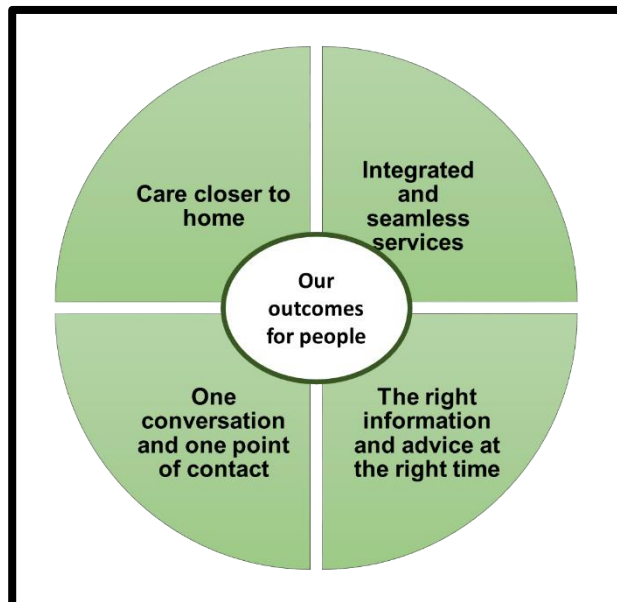 Care closer to
home
Integrated
and
seamless
services
Our
outcomes
for people
One
conversation
and one point
of contact
The right
information
and advice at
the right time